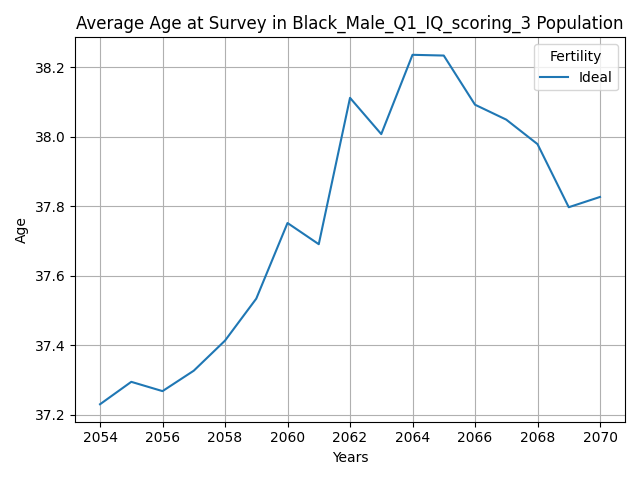 Average Age at Survey in Black_Male_Q1_IQ_scoring_3 Population
Fertility
Ideal
38.2
38.0
37.8
37.6
37.4
37.2
Age
2054 2056 2058 2060 2062 2064 2066 2068 2070
Years